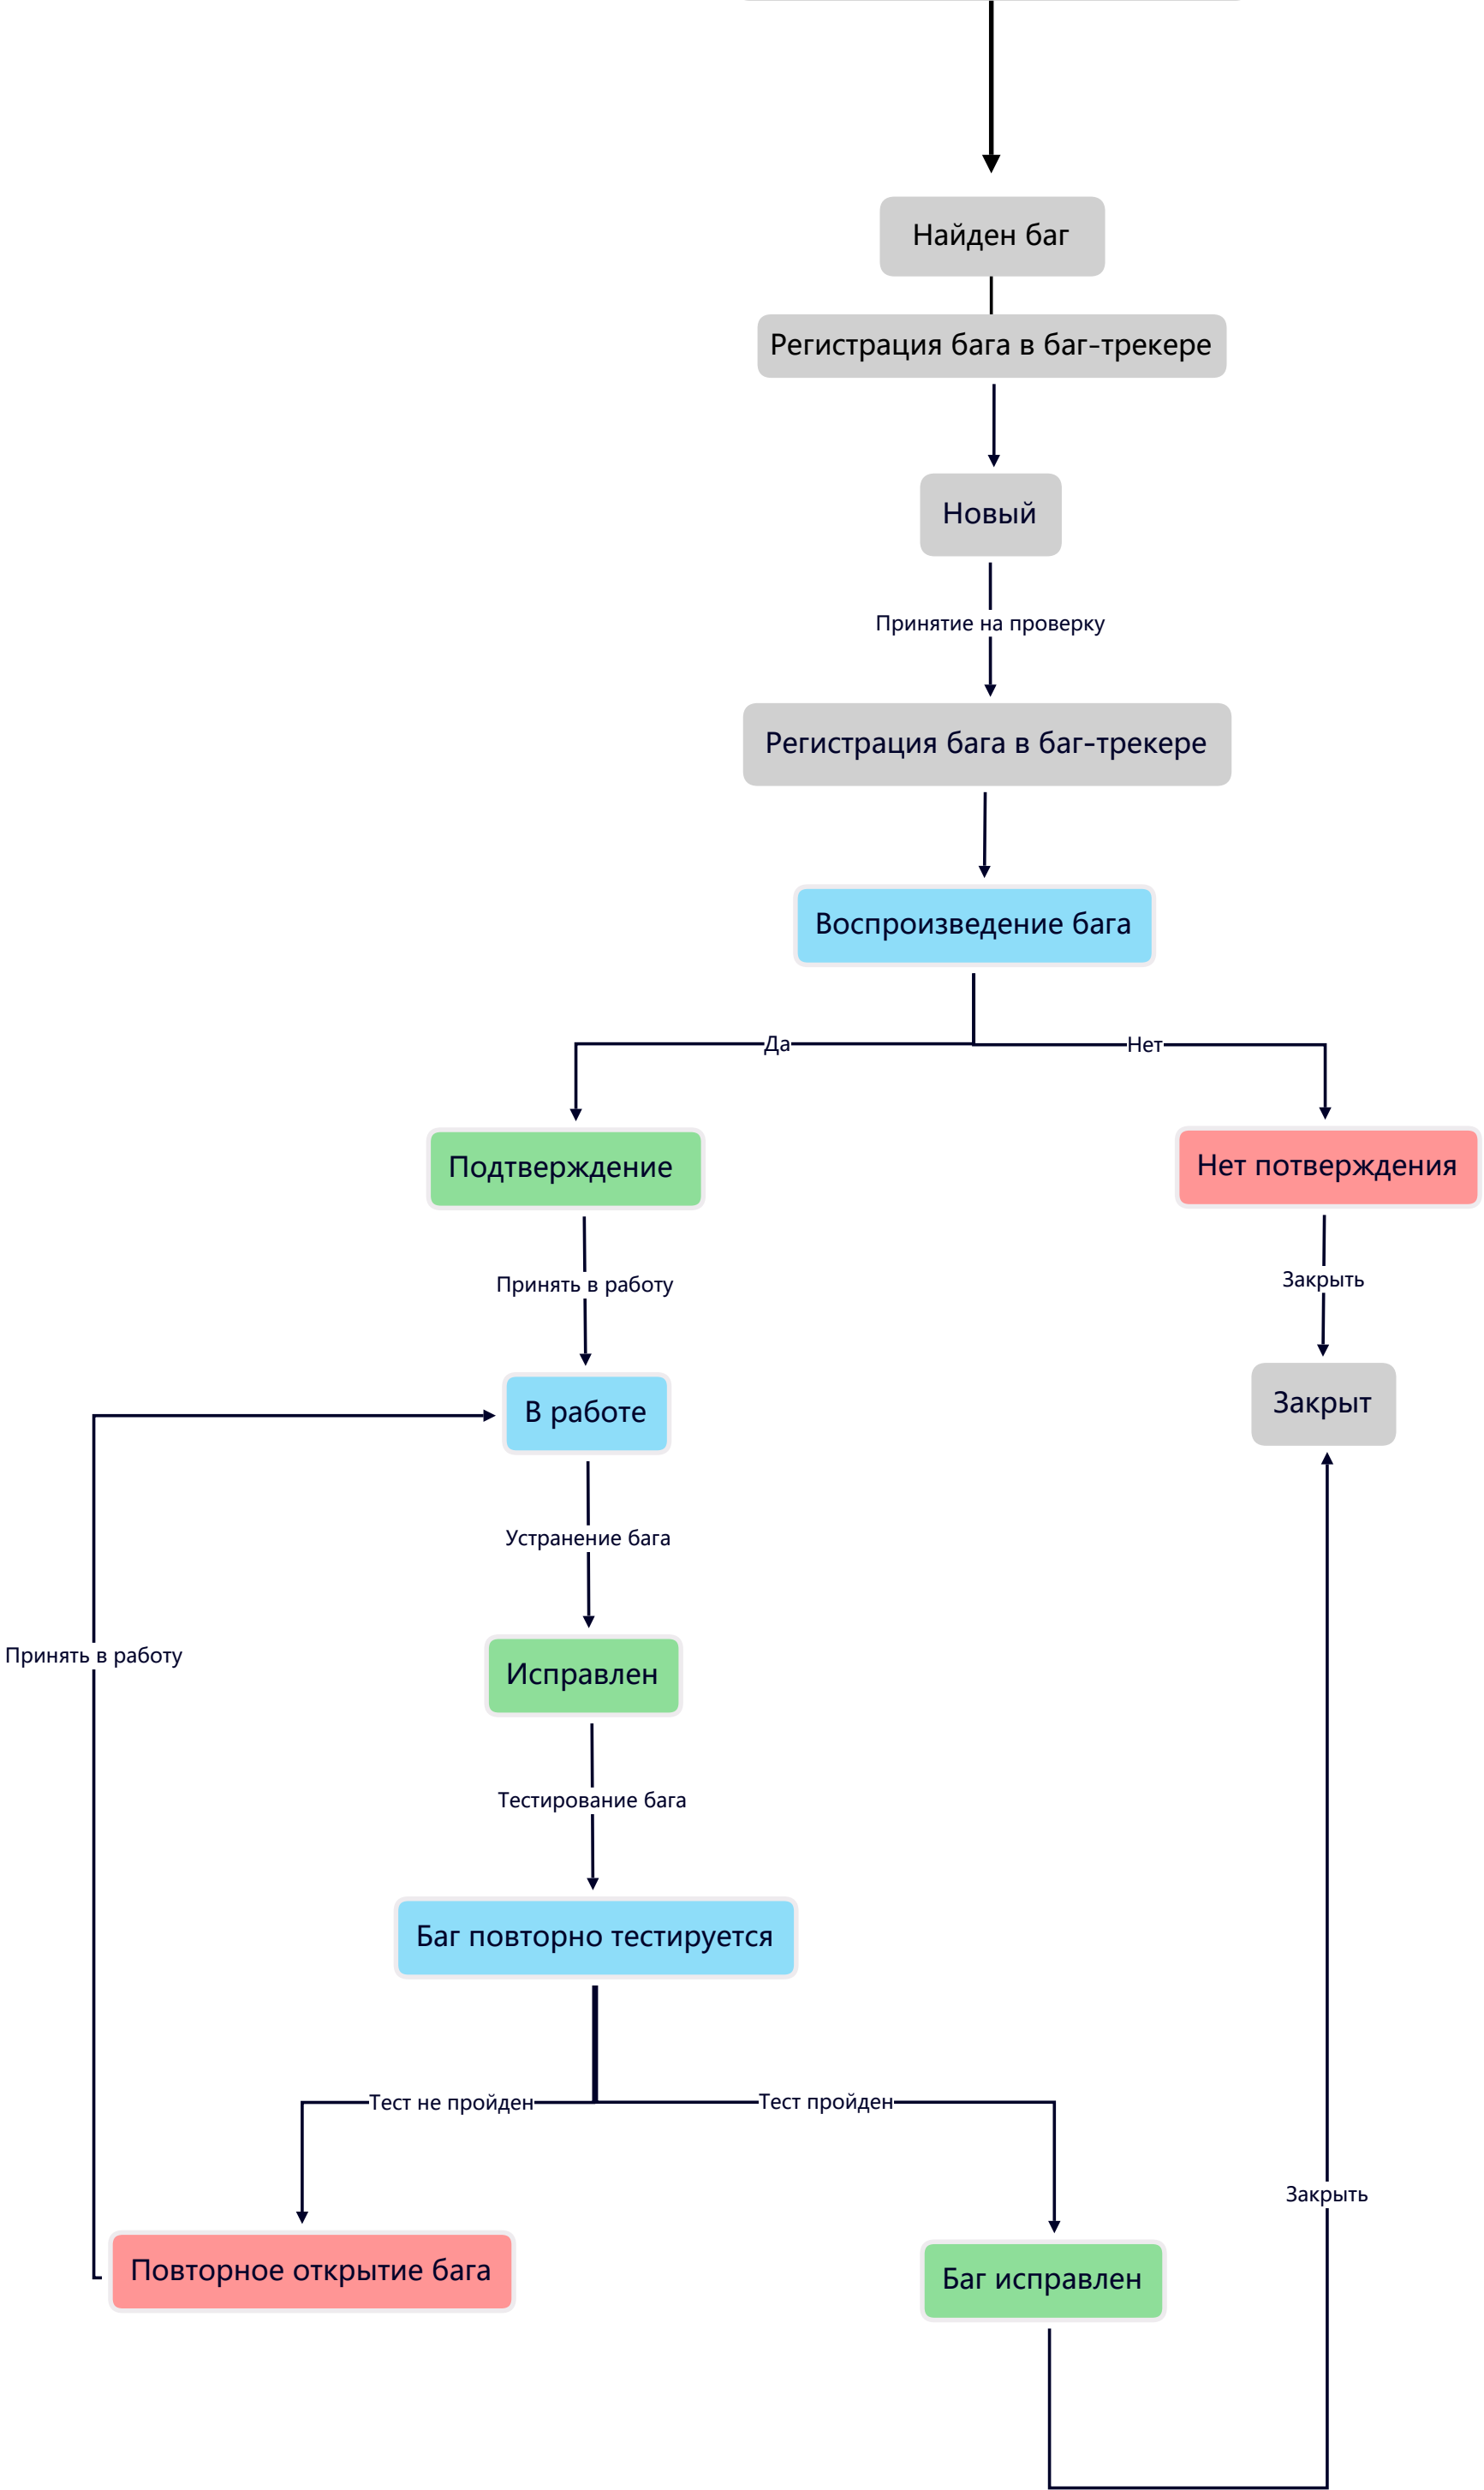 Найден баг
Регистрация бага в баг-трекере
Новый
Принятие на проверку
Регистрация бага в баг-трекере
Воспроизведение бага
Да
Нет
Подтверждение
Нет потверждения
Принять в работу
Закрыть
В работе
Закрыт
Устранение бага
Принять в работу
Исправлен
Тестирование бага
Баг повторно тестируется
Тест не пройден
Тест пройден
Закрыть
Повторное открытие бага
Баг исправлен